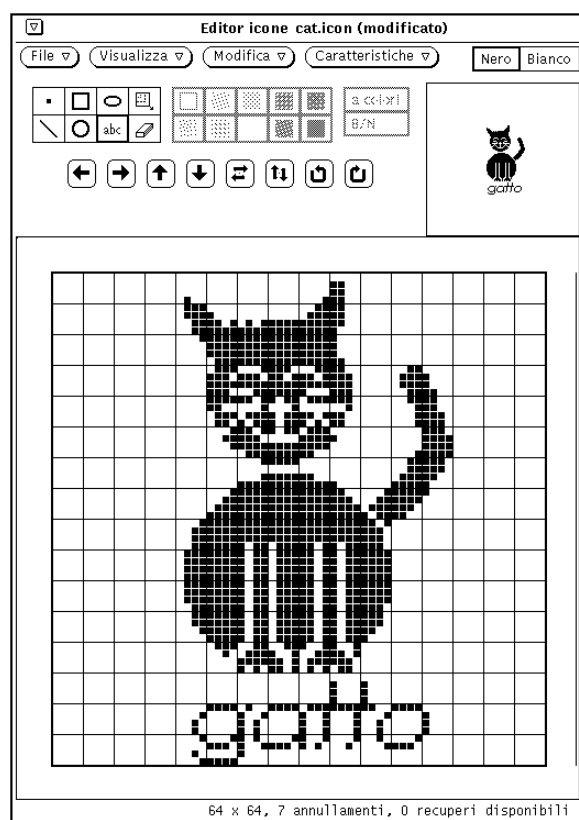 Editor icone cat.icon (modificato)
File Visualizza Modifica Caratteristiche Nero Bianco
abc
a colori
B/N
gatto
gatto
64 x 64, 7 annullamenti, 0 recuperi disponibili